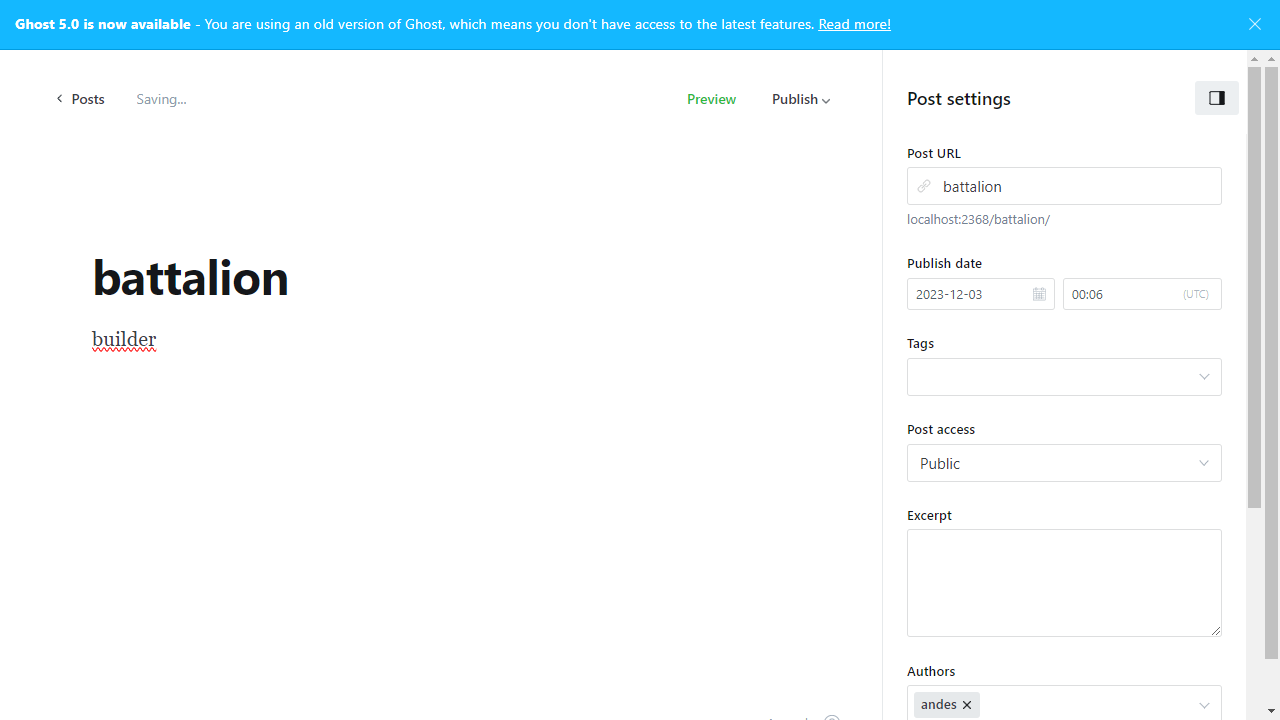 Ghost 5.0 is now available - You are using an old version of Ghost, which means you don't have access to the latest features. Read more!
Posts
Saving...
Preview
Publish
battalion
builder
Post settings
Post URL
battalion
localhost:2368/battalion/
Publish date
2023-12-03
00:06
(UTC)
Tags
Post access
Public
Excerpt
Authors
andes